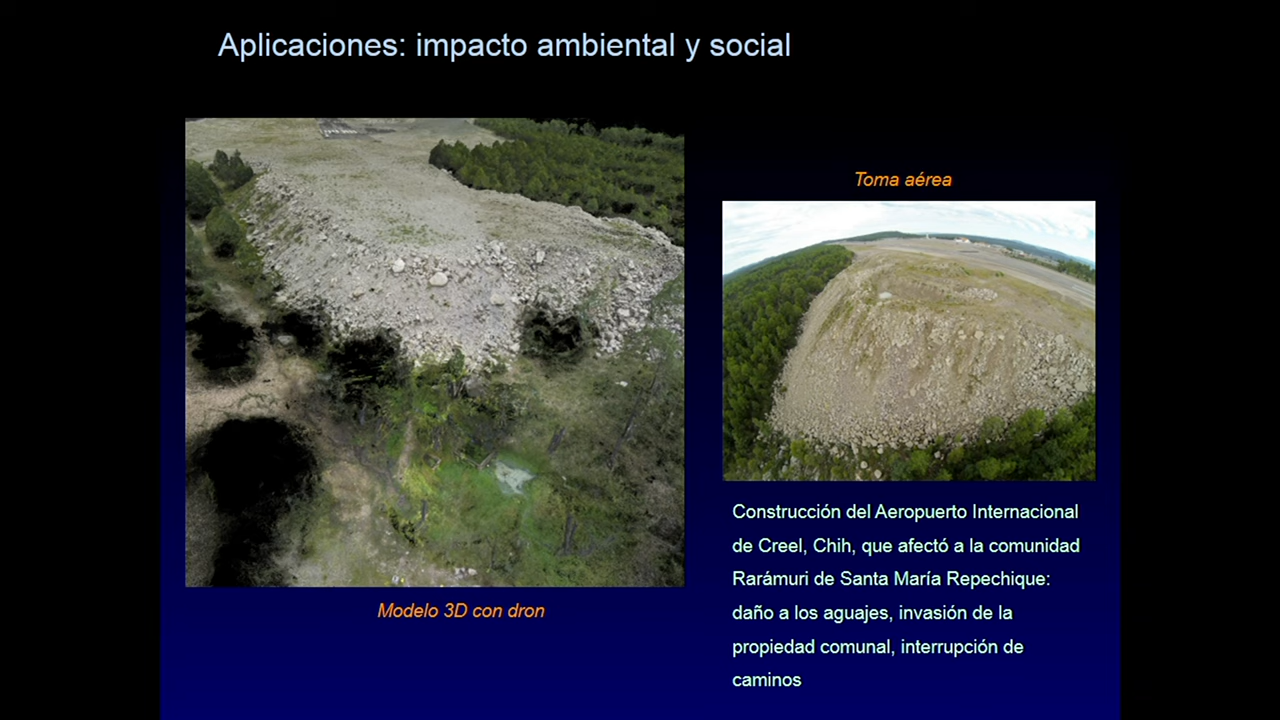 Aplicaciones: impacto ambiental y social
Toma aérea
Modelo 3D con dron
Construcción del Aeropuerto Internacional
de Creel, Chih, que afectó a la comunidad
Rarámuri de Santa María Repechique:
daño a los aguajes, invasión de la
propiedad comunal, interrupción de
caminos